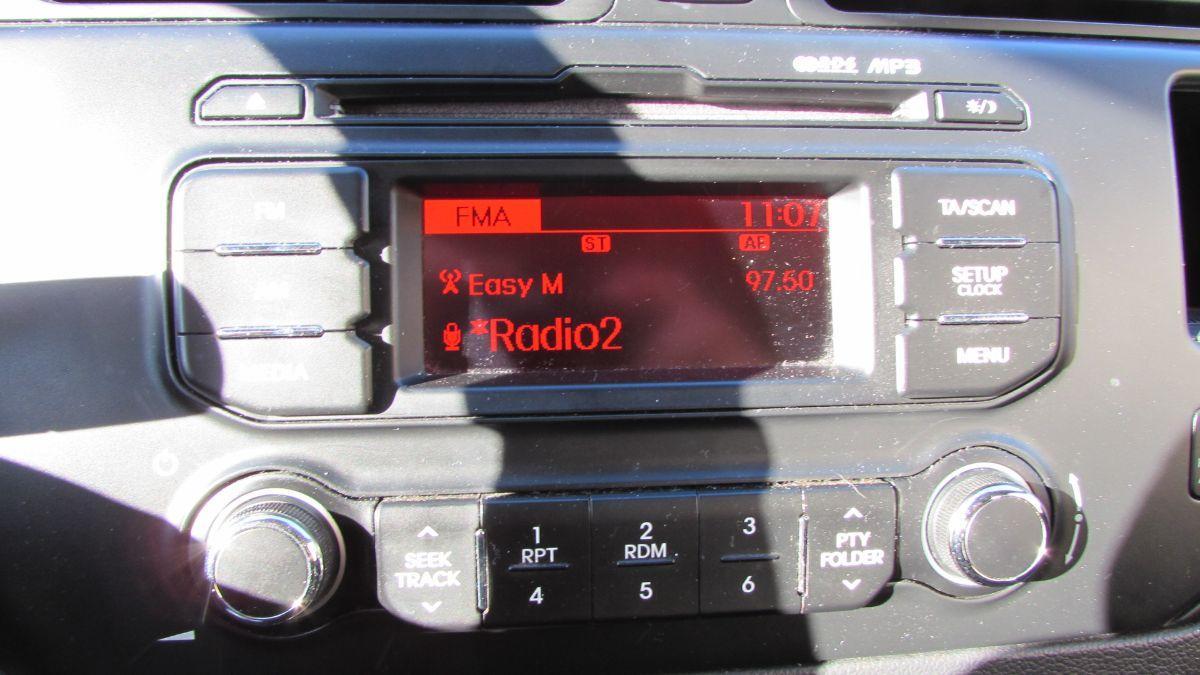 MP3
FM
TA/SCAN
FMA 11:07
ST AF
Easy M 97.50
*Radio2
SETUP
CLOCK
MENU
SEEK
TRACK
1 2 3
RPT RDM
4 5 6
PTY
FOLDER